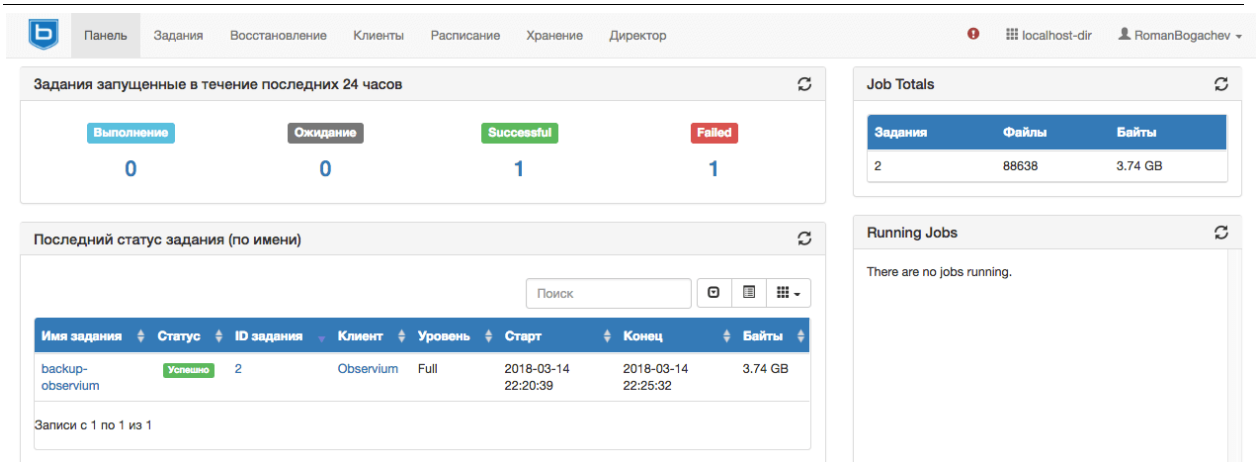 b
Панель Задания Восстановление Клиенты Расписание Хранение Директор localhost-dir RomanBogachev
Задания запущенные в течение последних 24 часов
Выполнение Ожидание Successful Failed
0 0 1 1
Job Totals
Задания Файлы Байты
2 88638 3.74 GB
Последний статус задания (по имени)
Поиск
Имя задания Статус ID задания Клиент Уровень Старт Конец Байты
backup-observium Успешно 2 Observium Full 2018-03-14 22:20:39 2018-03-14 22:25:32 3.74 GB
Записи с 1 по 1 из 1
Running Jobs
There are no jobs running.